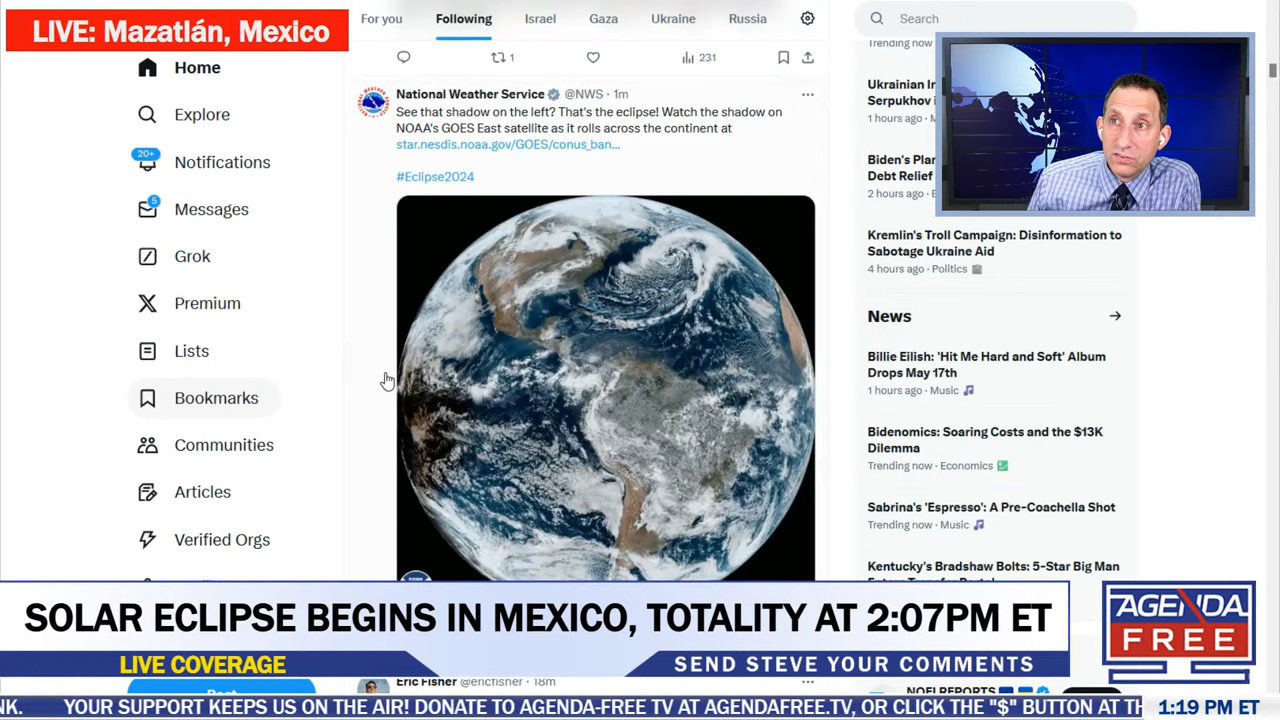 LIVE: Mazatlán, Mexico
For you
Following
Israel
Gaza
Ukraine
Russia
Search
1
231
Home
Explore
20+
Notifications
5
Messages
Grok
Premium
Lists
Bookmarks
Communities
Articles
Verified Orgs
National Weather Service @NWS · 1m
See that shadow on the left? That's the eclipse! Watch the shadow on
NOAA's GOES East satellite as it rolls across the continent at
star.nesdis.noaa.gov/GOES/conus_ban...
#Eclipse2024
Trending now
Ukrainian In
Serpukhov i
1 hours ago · M
Biden's Plan
Debt Relief
2 hours ago · E
Kremlin's Troll Campaign: Disinformation to
Sabotage Ukraine Aid
4 hours ago · Politics
News
Billie Eilish: 'Hit Me Hard and Soft' Album
Drops May 17th
1 hours ago · Music
Bidenomics: Soaring Costs and the $13K
Dilemma
Trending now · Economics
Sabrina's 'Espresso': A Pre-Coachella Shot
Trending now · Music
Kentucky's Bradshaw Bolts: 5-Star Big Man
SOLAR ECLIPSE BEGINS IN MEXICO, TOTALITY AT 2:07PM ET
LIVE COVERAGE
SEND STEVE YOUR COMMENTS
AGENDA
FREE
Eric Fisher @ericfisher · 18m
NOELREPORTS
NK. YOUR SUPPORT KEEPS US ON THE AIR! DONATE TO AGENDA-FREE TV AT AGENDAFREE.TV, OR CLICK THE "$" BUTTON AT TH
1:19 PM ET